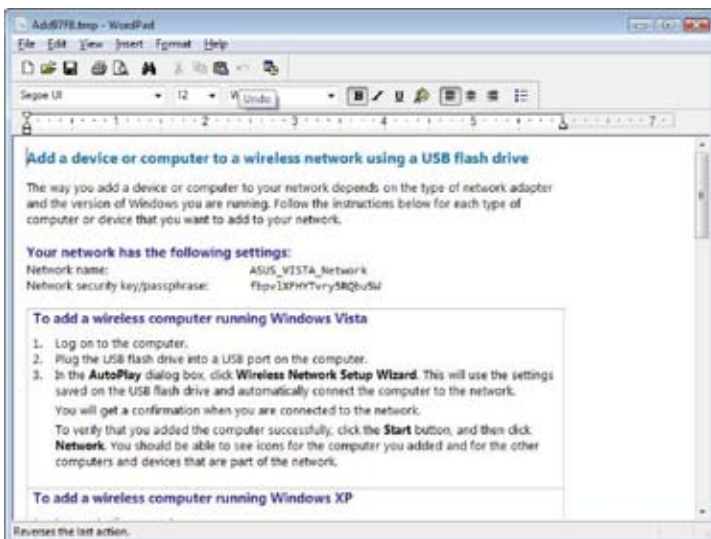 Add97F8.tmp - WordPad
File Edit View Insert Format Help
Segoe UI 12 Undo B U
1 2 3 4 5 7
Add a device or computer to a wireless network using a USB flash drive
The way you add a device or computer to your network depends on the type of network adapter
and the version of Windows you are running. Follow the instructions below for each type of
computer or device that you want to add to your network.
Your network has the following settings:
Network name: ASUS_VISTA_Network
Network security key/passphrase:
To add a wireless computer running Windows Vista
1. Log on to the computer.
2. Plug the USB flash drive into a USB port on the computer.
3. In the AutoPlay dialog box, click Wireless Network Setup Wizard. This will use the settings
saved on the USB flash drive and automatically connect the computer to the network.
You will get a confirmation when you are connected to the network.
To verify that you added the computer successfully, click the Start button, and then click
Network. You should be able to see icons for the computer you added and for the other
computers and devices that are part of the network.
To add a wireless computer running Windows XP
Reverses the last action.